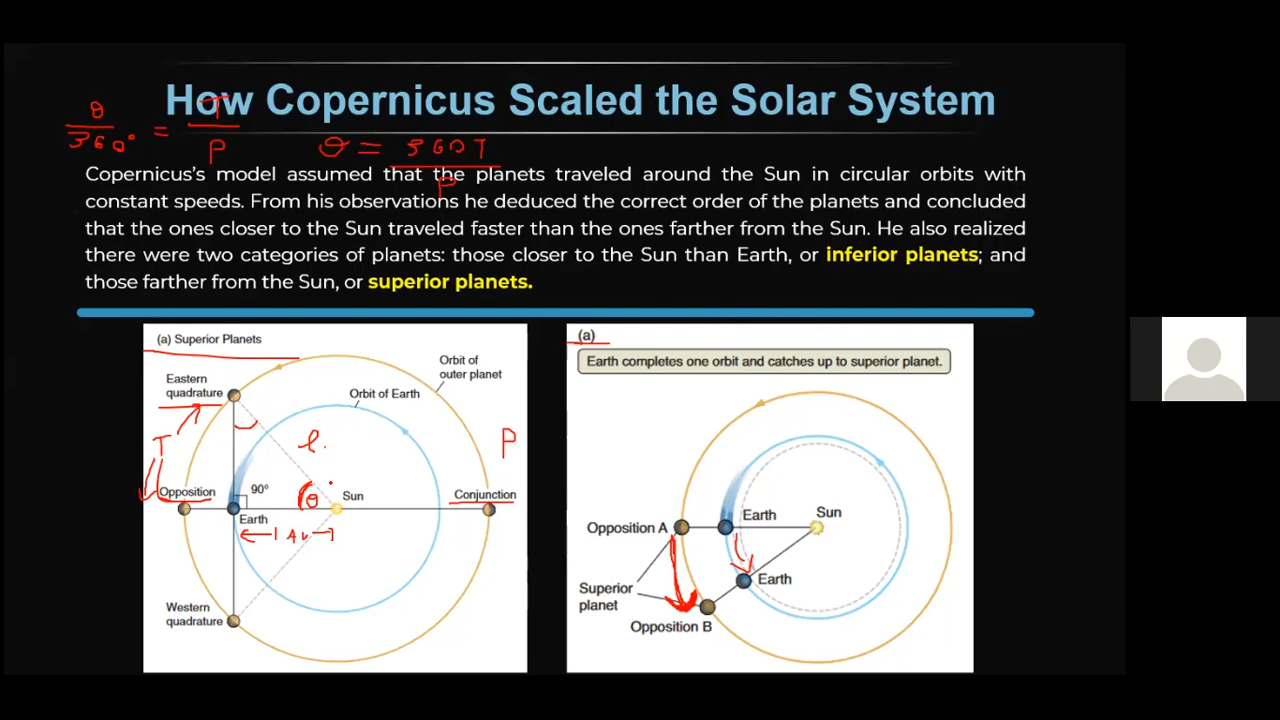 How Copernicus Scaled the Solar System
θ/360° = T/P
θ = 360T/P
Copernicus's model assumed that the planets traveled around the Sun in circular orbits with
constant speeds. From his observations he deduced the correct order of the planets and concluded
that the ones closer to the Sun traveled faster than the ones farther from the Sun. He also realized
there were two categories of planets: those closer to the Sun than Earth, or inferior planets; and
those farther from the Sun, or superior planets.
(a) Superior Planets
Orbit of
outer planet
Eastern
quadrature
Orbit of Earth
T
P
Opposition
90°
θ
Sun
Conjunction
Earth
1 AU
Western
quadrature
(a)
Earth completes one orbit and catches up to superior planet.
Opposition A
Earth
Sun
Earth
Superior
planet
Opposition B